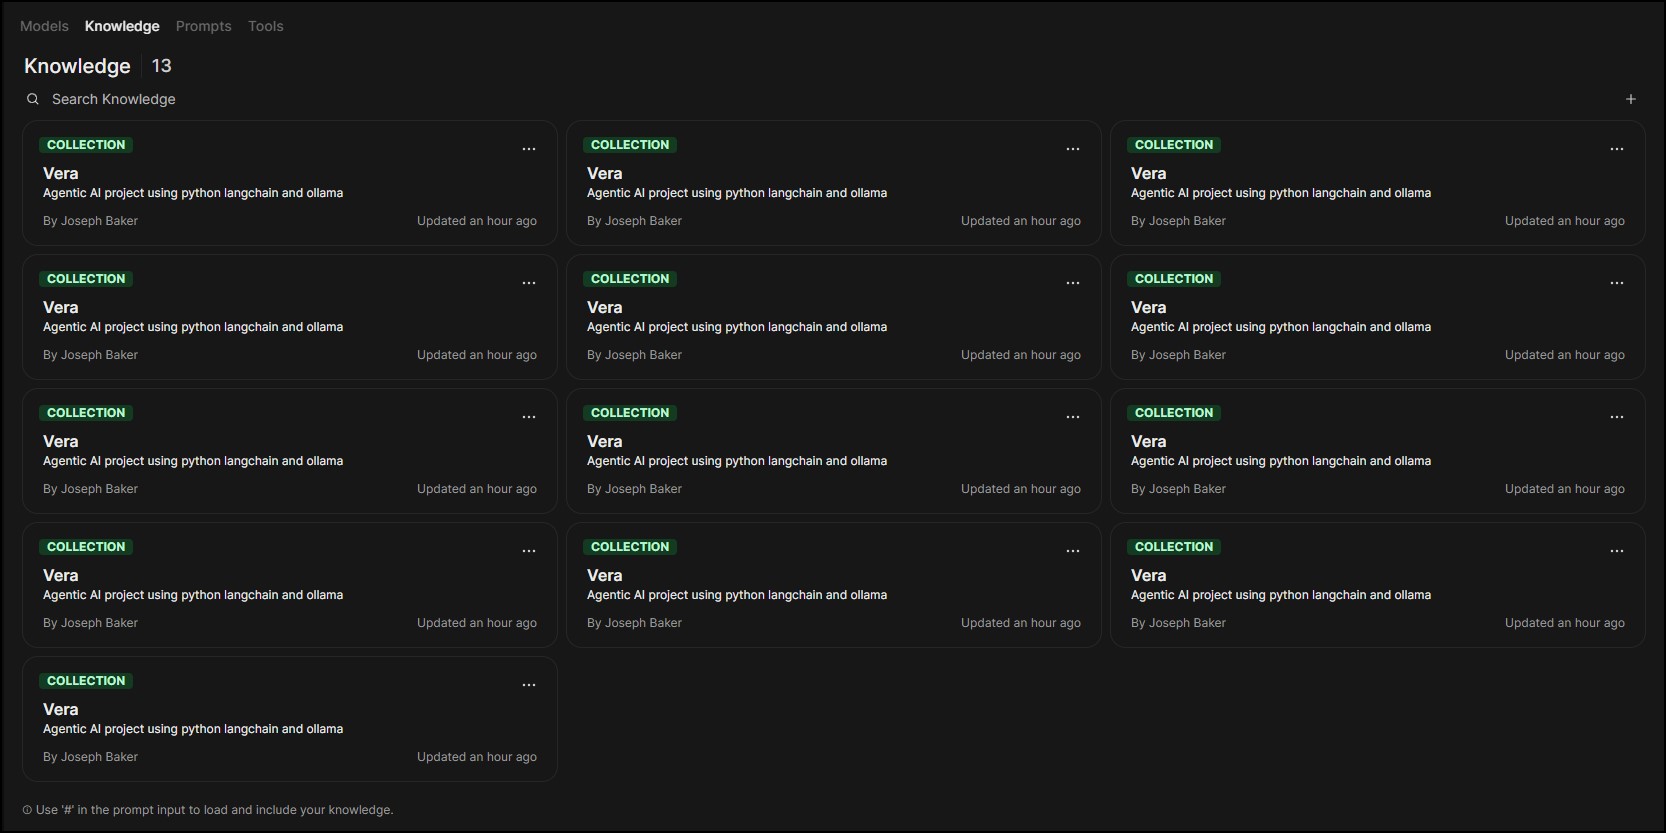 Models Knowledge Prompts Tools
Knowledge 13
Search Knowledge +
COLLECTION ...
Vera
Agentic AI project using python langchain and ollama
By Joseph Baker Updated an hour ago
COLLECTION ...
Vera
Agentic AI project using python langchain and ollama
By Joseph Baker Updated an hour ago
COLLECTION ...
Vera
Agentic AI project using python langchain and ollama
By Joseph Baker Updated an hour ago
COLLECTION ...
Vera
Agentic AI project using python langchain and ollama
By Joseph Baker Updated an hour ago
COLLECTION ...
Vera
Agentic AI project using python langchain and ollama
By Joseph Baker Updated an hour ago
COLLECTION ...
Vera
Agentic AI project using python langchain and ollama
By Joseph Baker Updated an hour ago
COLLECTION ...
Vera
Agentic AI project using python langchain and ollama
By Joseph Baker Updated an hour ago
COLLECTION ...
Vera
Agentic AI project using python langchain and ollama
By Joseph Baker Updated an hour ago
COLLECTION ...
Vera
Agentic AI project using python langchain and ollama
By Joseph Baker Updated an hour ago
COLLECTION ...
Vera
Agentic AI project using python langchain and ollama
By Joseph Baker Updated an hour ago
COLLECTION ...
Vera
Agentic AI project using python langchain and ollama
By Joseph Baker Updated an hour ago
COLLECTION ...
Vera
Agentic AI project using python langchain and ollama
By Joseph Baker Updated an hour ago
COLLECTION ...
Vera
Agentic AI project using python langchain and ollama
By Joseph Baker Updated an hour ago
Use '#' in the prompt input to load and include your knowledge.